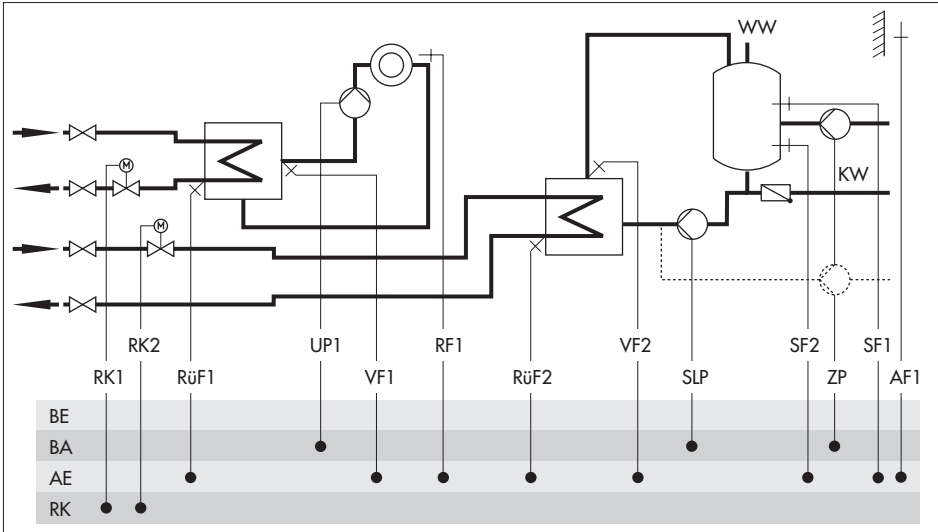 WW
M
KW
M
RK2 UP1 RF1 VF2 SF2 SF1
RK1 RüF1 VF1 RüF2 SLP ZP AF1
BE
BA
AE
RK